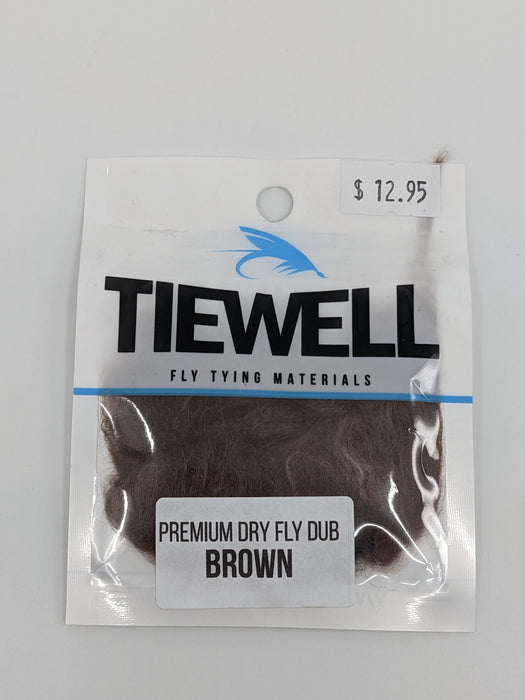 $ 12.95
TIEWELL
FLY TYING MATERIALS
PREMIUM DRY FLY DUB
BROWN